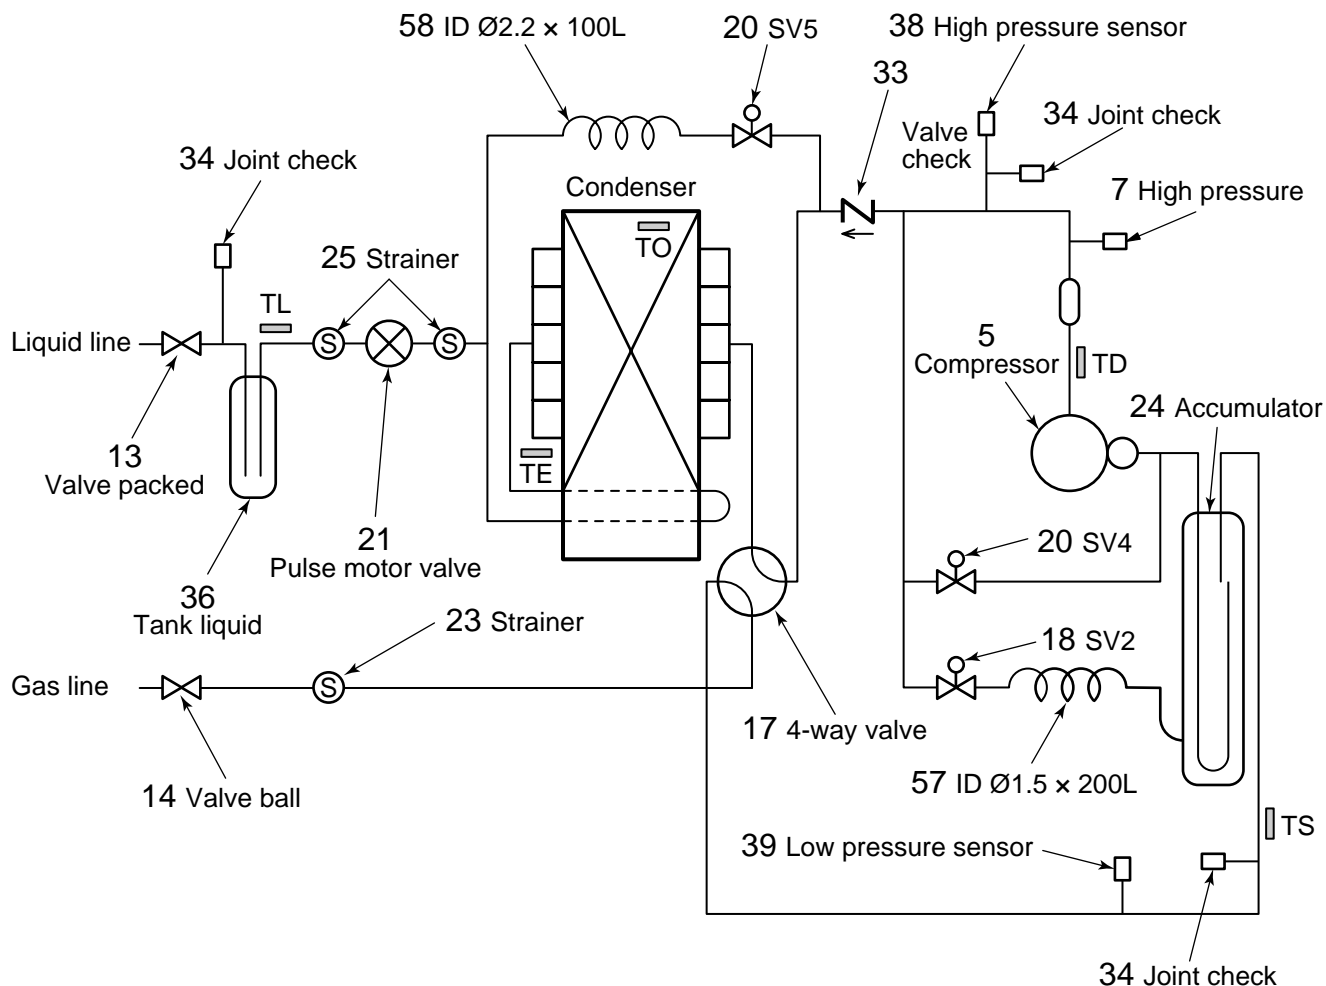 58 ID Ø2.2 × 100L
20 SV5
38 High pressure sensor
33
34 Joint check
Valve
check
34 Joint check
Condenser
7 High pressure
TO
25 Strainer
TL
Liquid line
S
S
5
Compressor
TD
24 Accumulator
13
Valve packed
TE
21
Pulse motor valve
20 SV4
36
Tank liquid
23 Strainer
18 SV2
Gas line
S
17 4-way valve
14 Valve ball
57 ID Ø1.5 × 200L
TS
39 Low pressure sensor
34 Joint check